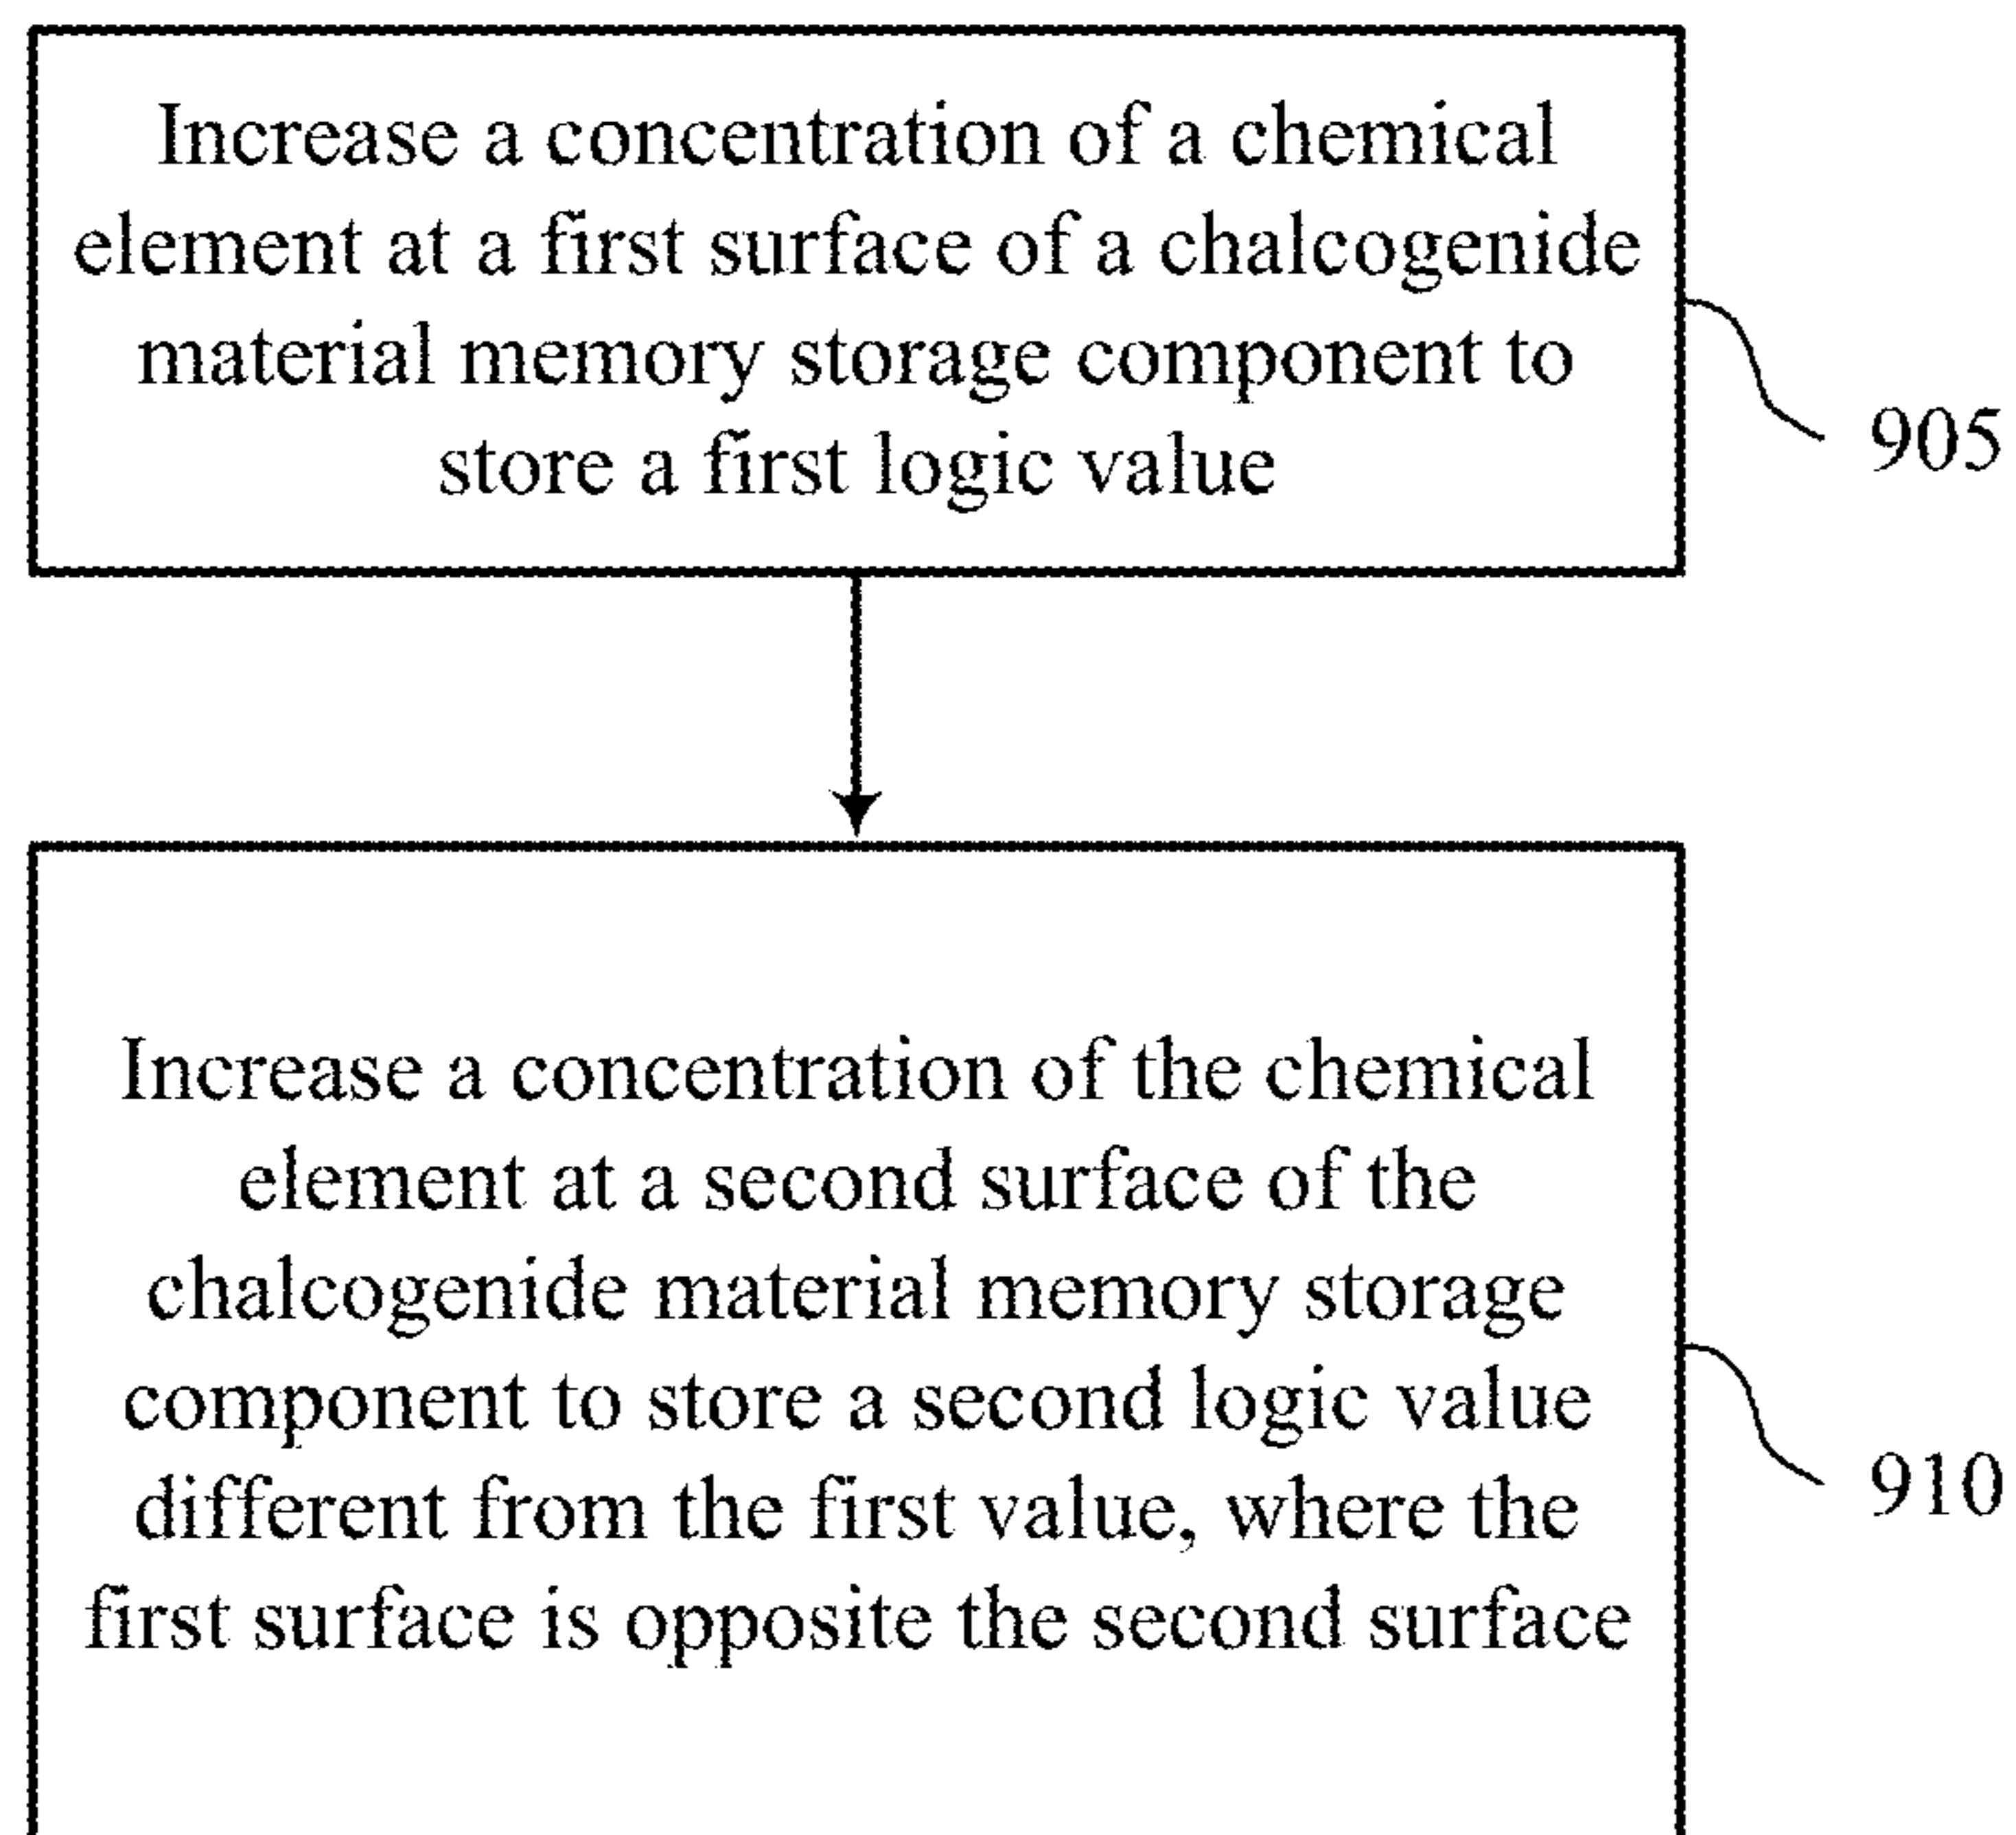 Increase a concentration of a chemical
element at a first surface of a chalcogenide
material memory storage component to
store a first logic value
905
Increase a concentration of the chemical
element at a second surface of the
chalcogenide material memory storage
component to store a second logic value
different from the first value, where the
first surface is opposite the second surface
910